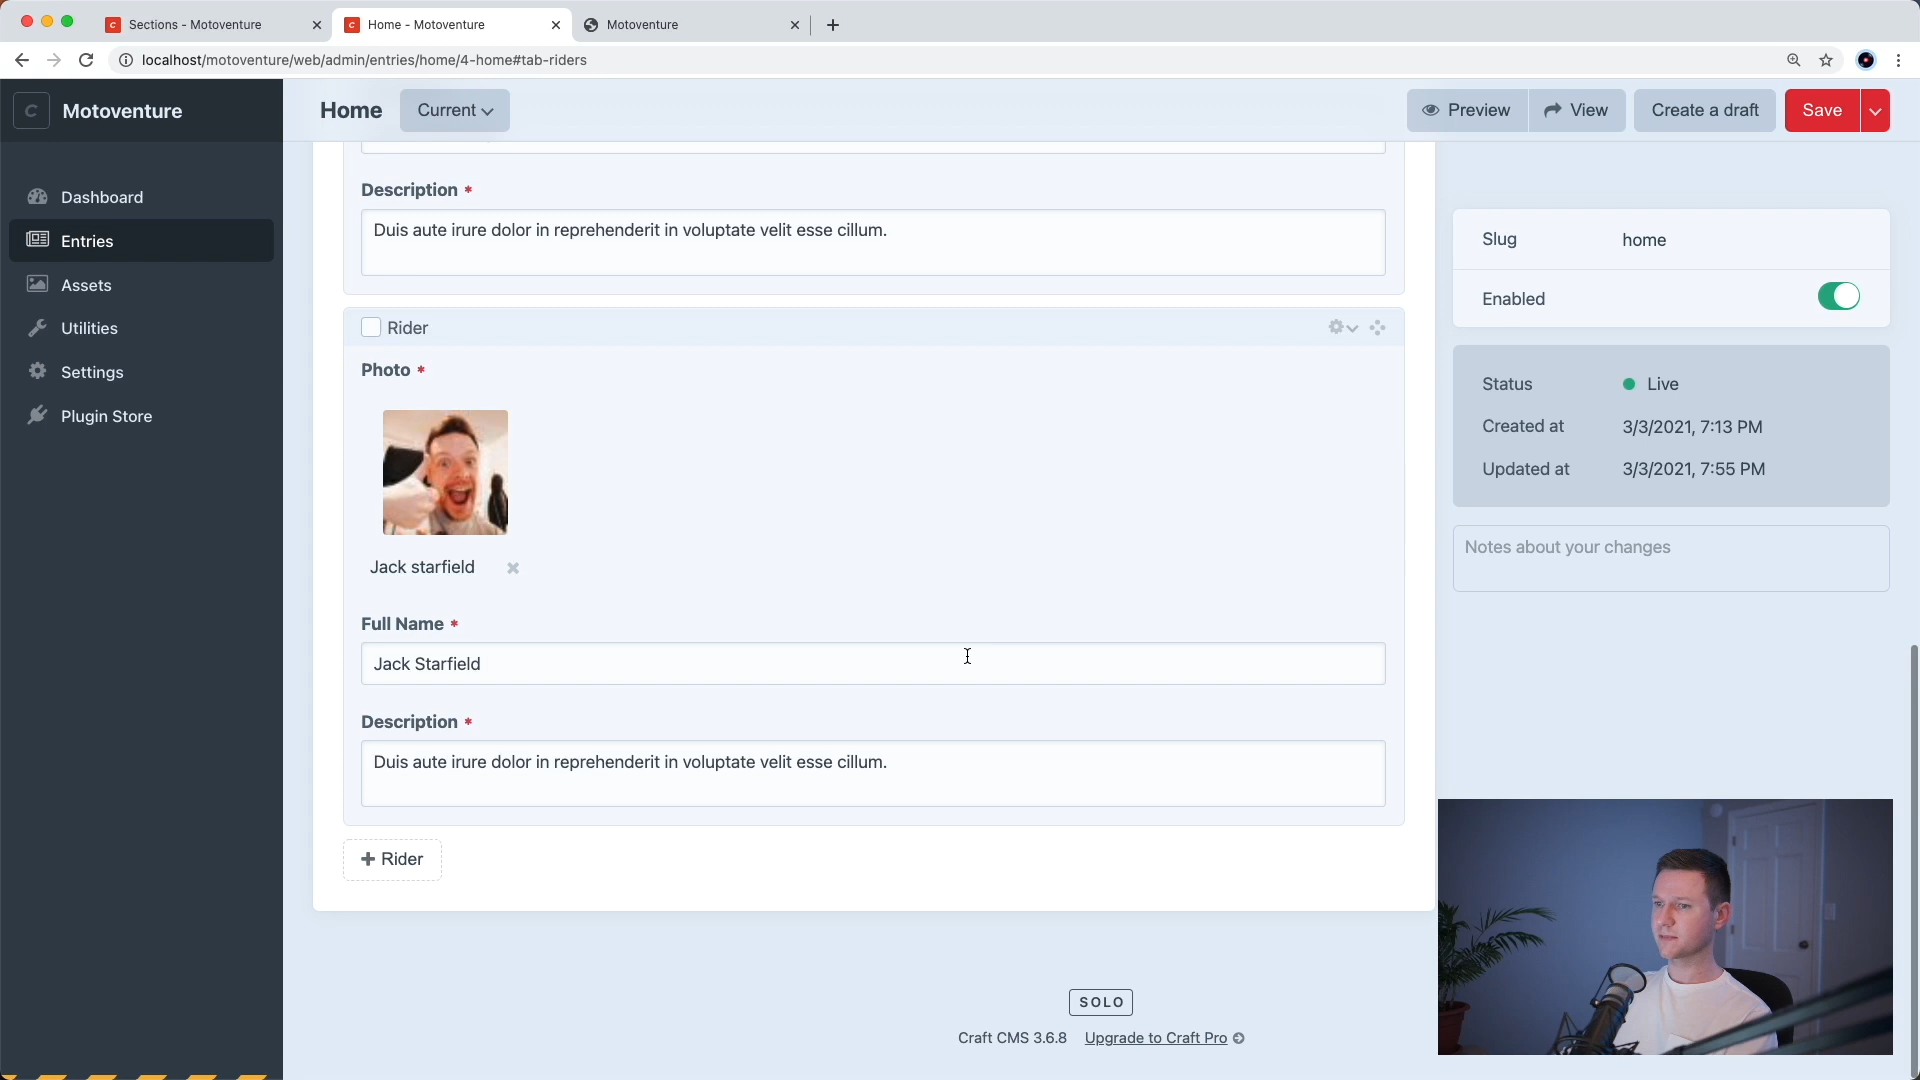 Sections - Motoventure
Home - Motoventure
Motoventure
localhost/motoventure/web/admin/entries/home/4-home#tab-riders
C
Motoventure
Home
Current
Preview
View
Create a draft
Save
Dashboard
Entries
Assets
Utilities
Settings
Plugin Store
Description *
Duis aute irure dolor in reprehenderit in voluptate velit esse cillum.
Rider
Photo *
Jack starfield
Full Name *
Jack Starfield
Description *
Duis aute irure dolor in reprehenderit in voluptate velit esse cillum.
+ Rider
Slug
home
Enabled
Status
Live
Created at
3/3/2021, 7:13 PM
Updated at
3/3/2021, 7:55 PM
Notes about your changes
SOLO
Craft CMS 3.6.8
Upgrade to Craft Pro